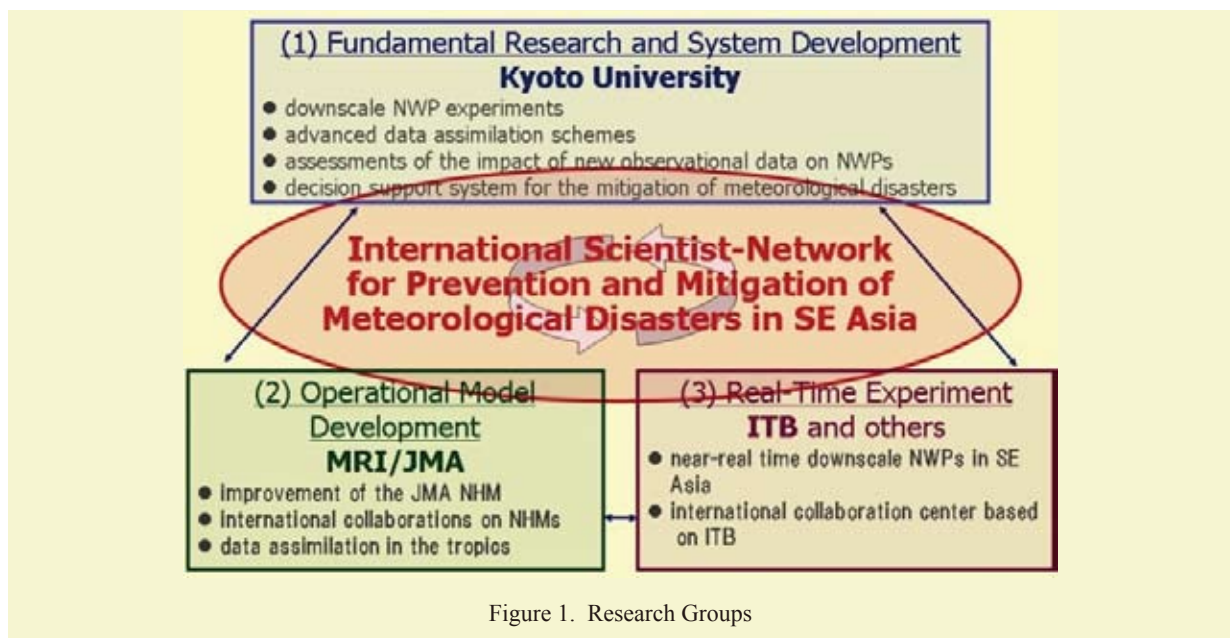 (1) Fundamental Research and System Development
Kyoto University
● downscale NWP experiments
● advanced data assimilation schemes
● assessments of the impact of new observational data on NWPs
● decision support system for the mitigation of meteorological disasters
International Scientist-Network
for Prevention and Mitigation of
Meteorological Disasters in SE Asia
(2) Operational Model
Development
MRI/JMA
● improvement of the JMA NHM
● International collaborations on NHMs
● data assimilation in the tropics
(3) Real-Time Experiment
ITB and others
● near-real time downscale NWPs in SE
Asia
● international collaboration center based
on ITB
Figure 1. Research Groups